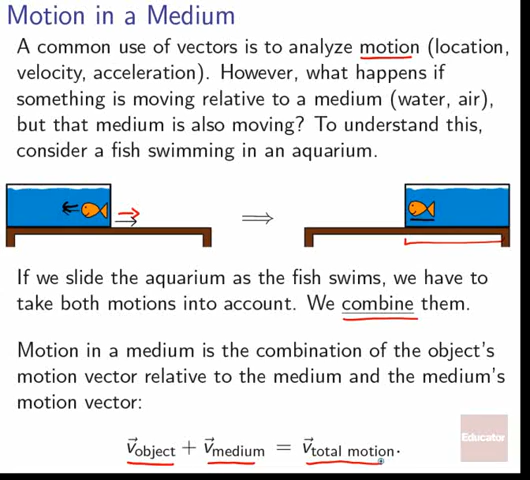 Motion in a Medium
A common use of vectors is to analyze motion (location,
velocity, acceleration). However, what happens if
something is moving relative to a medium (water, air),
but that medium is also moving? To understand this,
consider a fish swimming in an aquarium.
⟹
If we slide the aquarium as the fish swims, we have to
take both motions into account. We combine them.
Motion in a medium is the combination of the object's
motion vector relative to the medium and the medium's
motion vector:
v⃗object + v⃗medium = v⃗total motion.
Educator